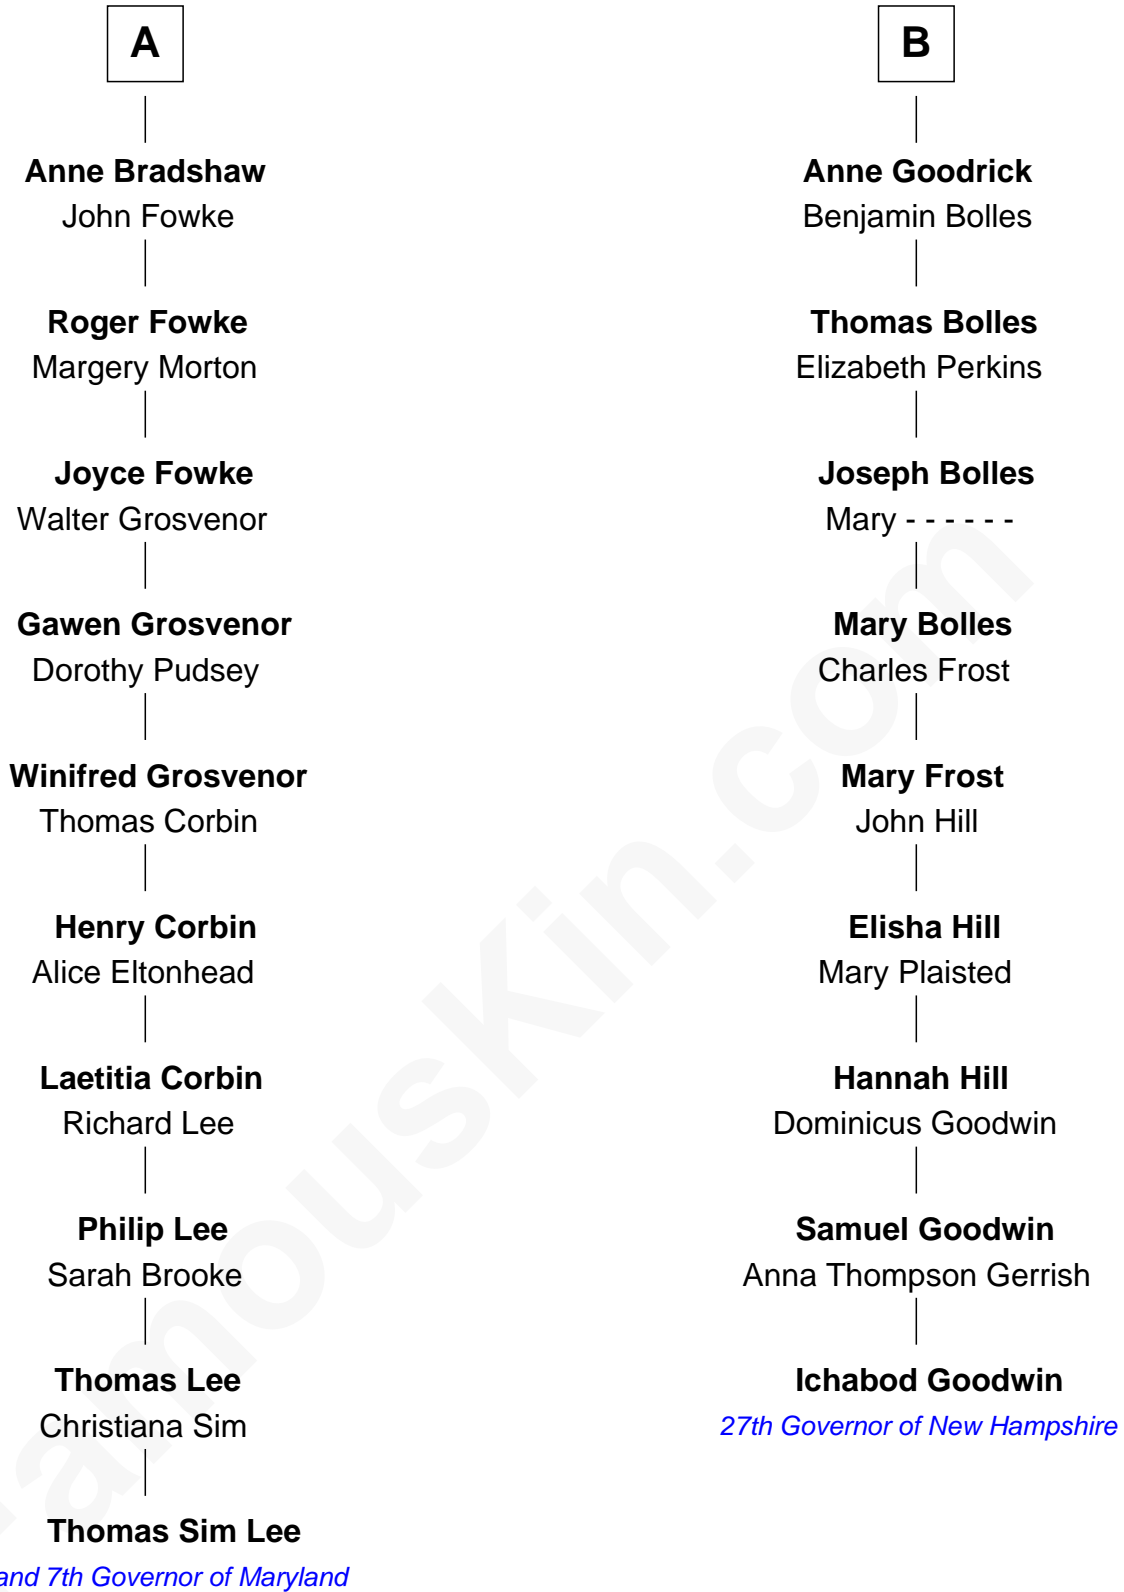 A
Anne Bradshaw
John Fowke
Roger Fowke
Margery Morton
Joyce Fowke
Walter Grosvenor
Gawen Grosvenor
Dorothy Pudsey
Winifred Grosvenor
Thomas Corbin
Henry Corbin
Alice Eltonhead
Laetitia Corbin
Richard Lee
Philip Lee
Sarah Brooke
Thomas Lee
Christiana Sim
Thomas Sim Lee
and 7th Governor of Maryland
B
Anne Goodrick
Benjamin Bolles
Thomas Bolles
Elizabeth Perkins
Joseph Bolles
Mary - - - - - -
Mary Bolles
Charles Frost
Mary Frost
John Hill
Elisha Hill
Mary Plaisted
Hannah Hill
Dominicus Goodwin
Samuel Goodwin
Anna Thompson Gerrish
Ichabod Goodwin
27th Governor of New Hampshire
amousKin.com